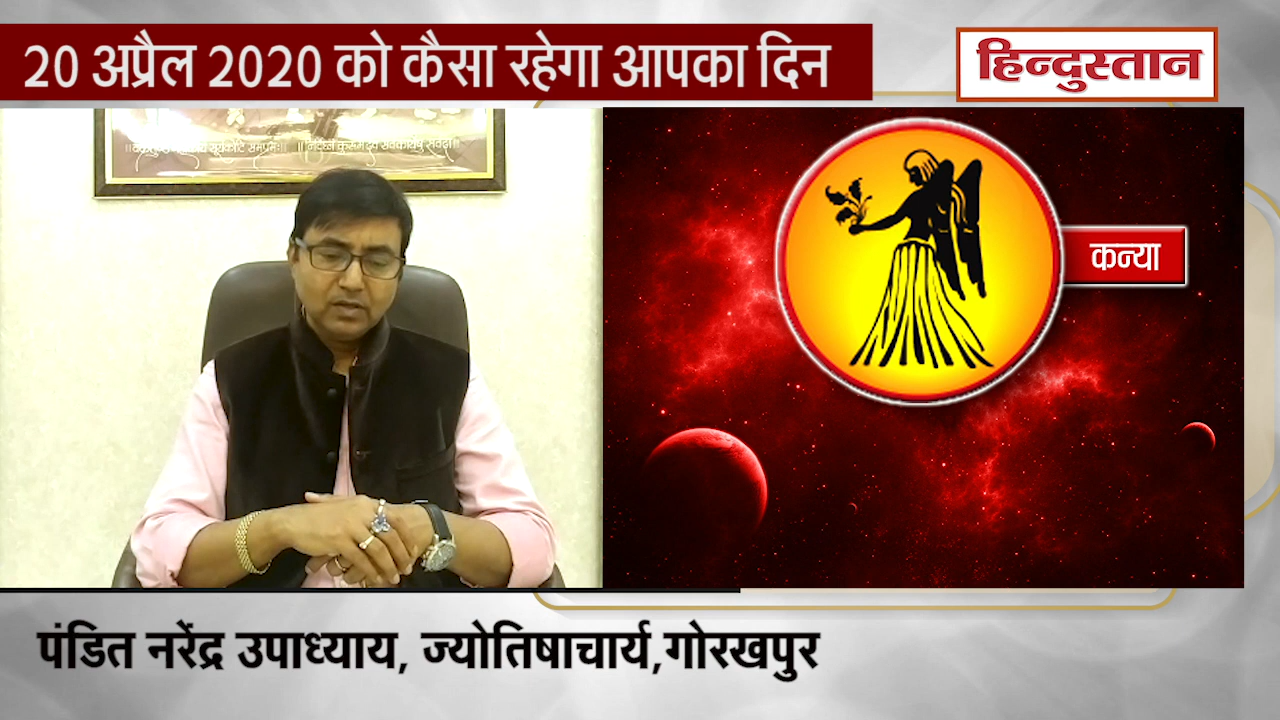 20 अप्रैल 2020 को कैसा रहेगा आपका दिन
हिन्दुस्तान
कन्या
पंडित नरेंद्र उपाध्याय, ज्योतिषाचार्य,गोरखपुर